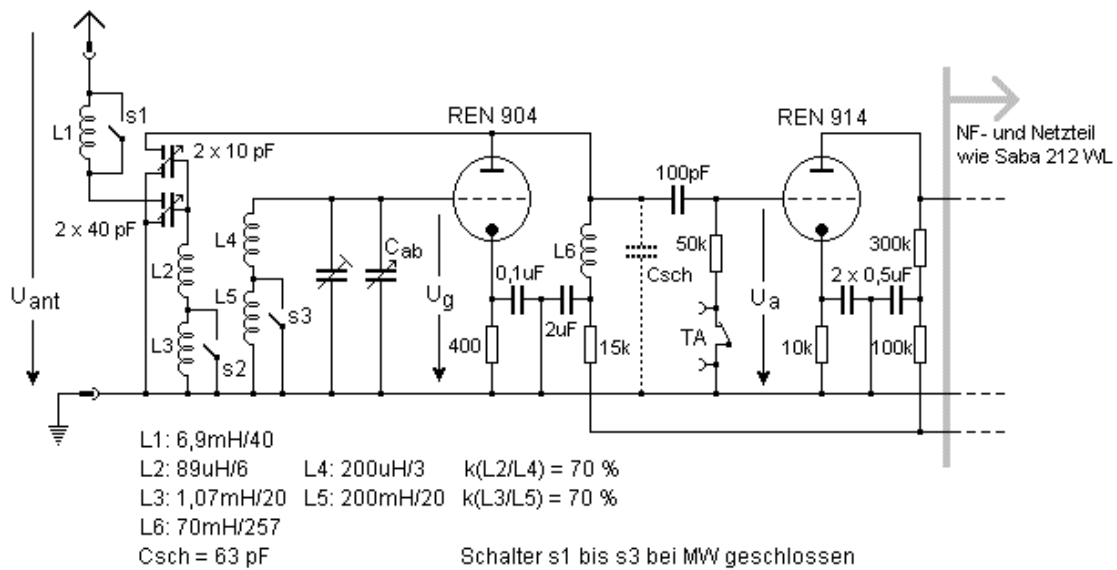 REN 904
REN 914
NF- und Netzteil
wie Saba 212 WL
s1
L1
2 x 10 pF
100pF
2 x 40 pF
L4
C ab
50k
300k
L2
L6
Csch
U ant
L5
s3
U g
0,1uF
2 x 0,5uF
U a
L3
s2
400
2uF
15k
TA
10k
100k
L1: 6,9mH/40
L2: 89uH/6 L4: 200uH/3 k(L2/L4) = 70 %
L3: 1,07mH/20 L5: 200mH/20 k(L3/L5) = 70 %
L6: 70mH/257
Csch = 63 pF Schalter s1 bis s3 bei MW geschlossen